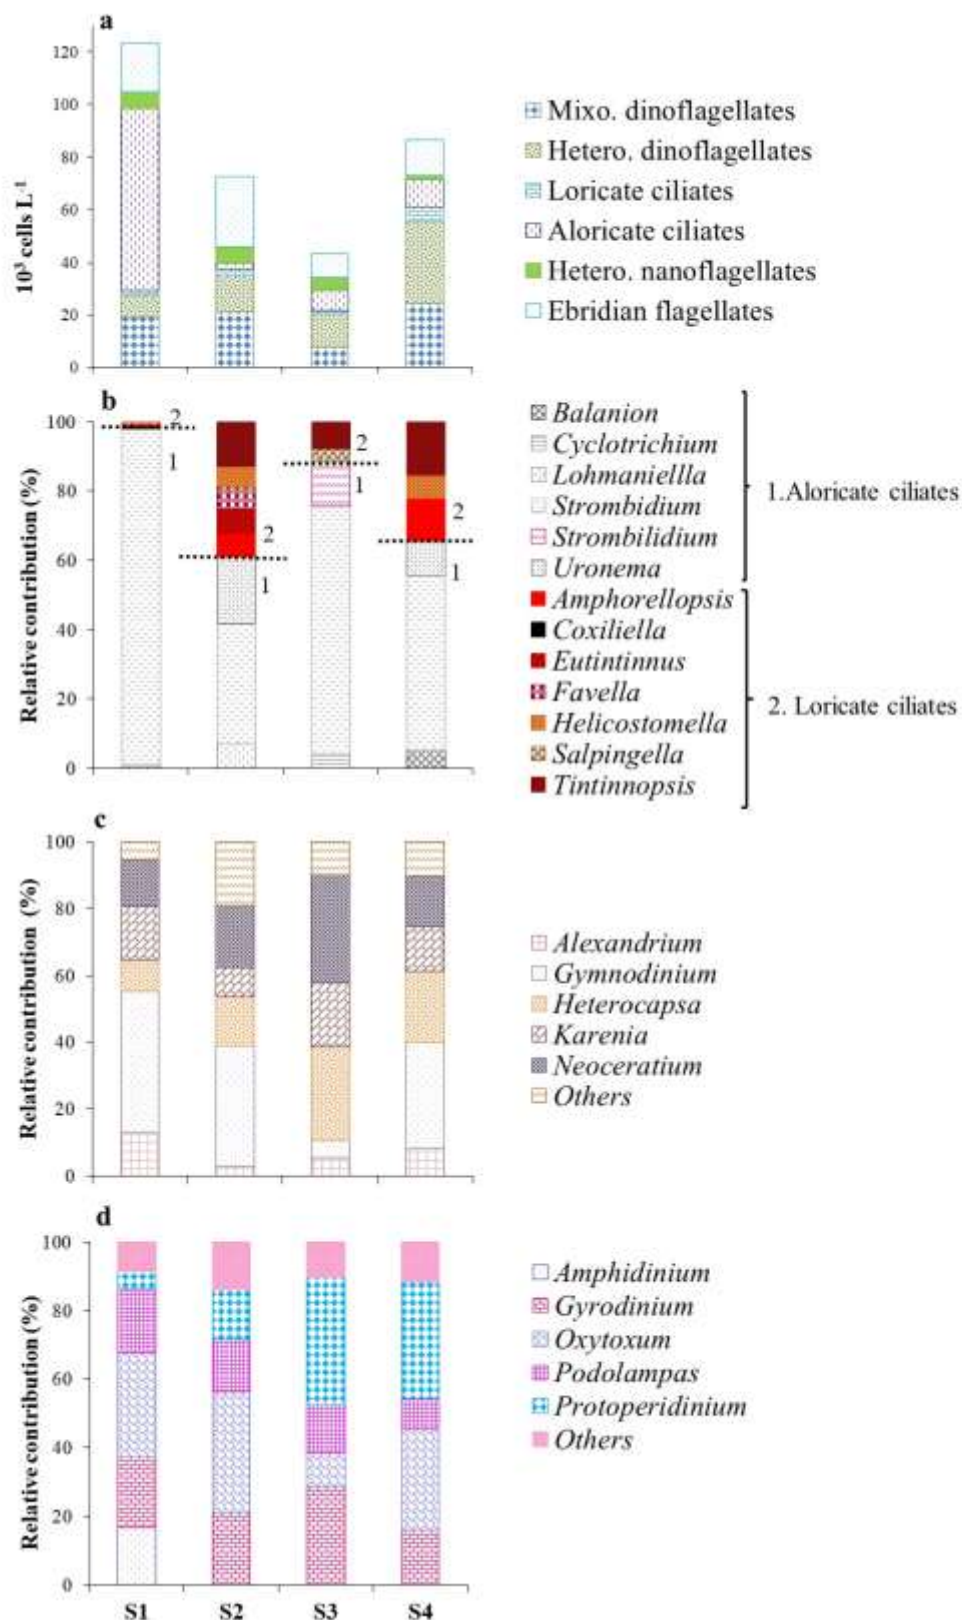 a
120
100
80
60
40
20
0
10³ cells L⁻¹
Mixo. dinoflagellates
Hetero. dinoflagellates
Loricate ciliates
Aloricate ciliates
Hetero. nanoflagellates
Ebridian flagellates
b
100
80
60
40
20
0
Relative contribution (%)
2
1
2
1
2
1
2
1
Balanion
Cyclotrichium
Lohmaniellla
Strombidium
Strombilidium
Uronema
Amphorellopsis
Coxiliella
Eutintinnus
Favella
Helicostomella
Salpingella
Tintinnopsis
1.Aloricate ciliates
2. Loricate ciliates
c
100
80
60
40
20
0
Relative contribution (%)
Alexandrium
Gymnodinium
Heterocapsa
Karenia
Neoceratium
Others
d
100
80
60
40
20
0
Relative contribution (%)
Amphidinium
Gyrodinium
Oxytoxum
Podolampas
Protoperidinium
Others
S1 S2 S3 S4